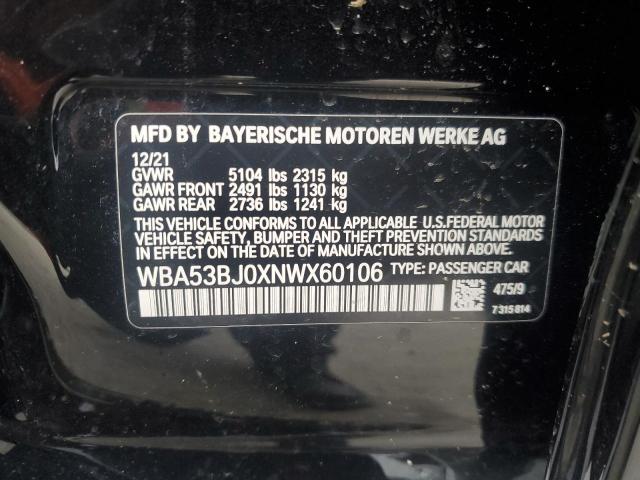 MFD BY BAYERISCHE MOTOREN WERKE AG
12/21
GVWR 5104 lbs 2315 kg
GAWR FRONT 2491 lbs 1130 kg
GAWR REAR 2736 lbs 1241 kg
THIS VEHICLE CONFORMS TO ALL APPLICABLE U.S.FEDERAL MOTOR
VEHICLE SAFETY, BUMPER, AND THEFT PREVENTION STANDARDS
IN EFFECT ON THE DATE OF MANUFACTURE SHOWN ABOVE.
WBA53BJ0XNWX60106 TYPE: PASSENGER CAR
475/9
7315814